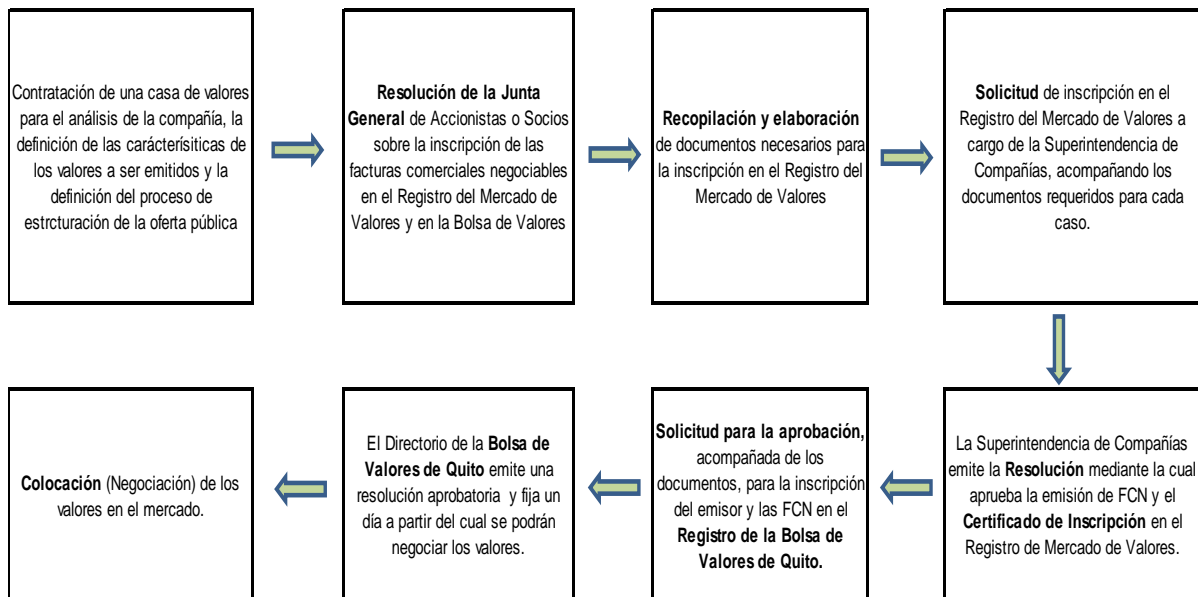 Contratación de una casa de valores
para el análisis de la compañía, la
definición de las carácterísiticas de
los valores a ser emitidos y la
definición del proceso de
estrcturación de la oferta pública
Resolución de la Junta
General de Accionistas o Socios
sobre la inscripción de las
facturas comerciales negociables
en el Registro del Mercado de
Valores y en la Bolsa de Valores
Recopilación y elaboración
de documentos necesarios para
la inscripción en el Registro del
Mercado de Valores
Solicitud de inscripción en el
Registro del Mercado de Valores a
cargo de la Superintendencia de
Compañías, acompañando los
documentos requeridos para cada
caso.
La Superintendencia de Compañías
emite la Resolución mediante la cual
aprueba la emisión de FCN y el
Certificado de Inscripción en el
Registro de Mercado de Valores.
Solicitud para la aprobación,
acompañada de los
documentos, para la inscripción
del emisor y las FCN en el
Registro de la Bolsa de
Valores de Quito.
El Directorio de la Bolsa de
Valores de Quito emite una
resolución aprobatoria y fija un
día a partir del cual se podrán
negociar los valores.
Colocación (Negociación) de los
valores en el mercado.